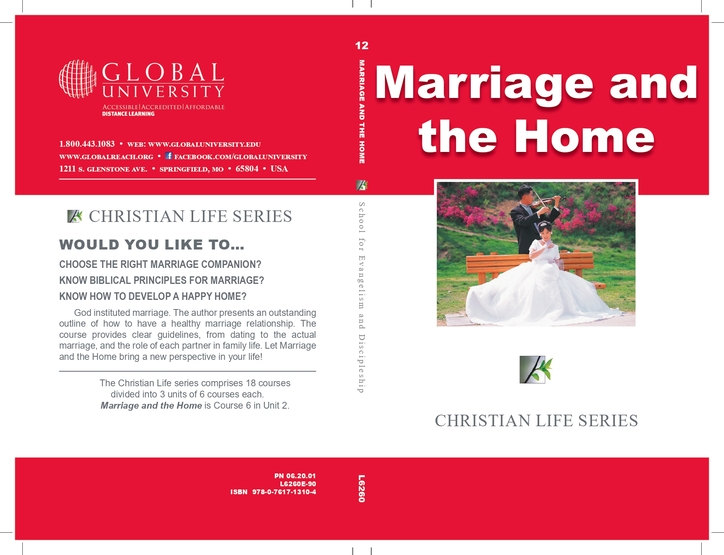 GLOBAL
UNIVERSITY
ACCESSIBLE|ACCREDITED|AFFORDABLE
DISTANCE LEARNING
1.800.443.1083 • WEB: WWW.GLOBALUNIVERSITY.EDU
WWW.GLOBALREACH.ORG • f FACEBOOK.COM/GLOBALUNIVERSITY
1211 S. GLENSTONE AVE. • SPRINGFIELD, MO • 65804 • USA
CHRISTIAN LIFE SERIES
WOULD YOU LIKE TO...
CHOOSE THE RIGHT MARRIAGE COMPANION?
KNOW BIBLICAL PRINCIPLES FOR MARRIAGE?
KNOW HOW TO DEVELOP A HAPPY HOME?
God instituted marriage. The author presents an outstanding
outline of how to have a healthy marriage relationship. The
course provides clear guidelines, from dating to the actual
marriage, and the role of each partner in family life. Let Marriage
and the Home bring a new perspective in your life!
The Christian Life series comprises 18 courses
divided into 3 units of 6 courses each.
Marriage and the Home is Course 6 in Unit 2.
PN 06.20.01
L6260E-90
ISBN 978-0-7617-1310-4
12
MARRIAGE AND THE HOME
School for Evangelism and Discipleship
L6260
Marriage and
the Home
CHRISTIAN LIFE SERIES